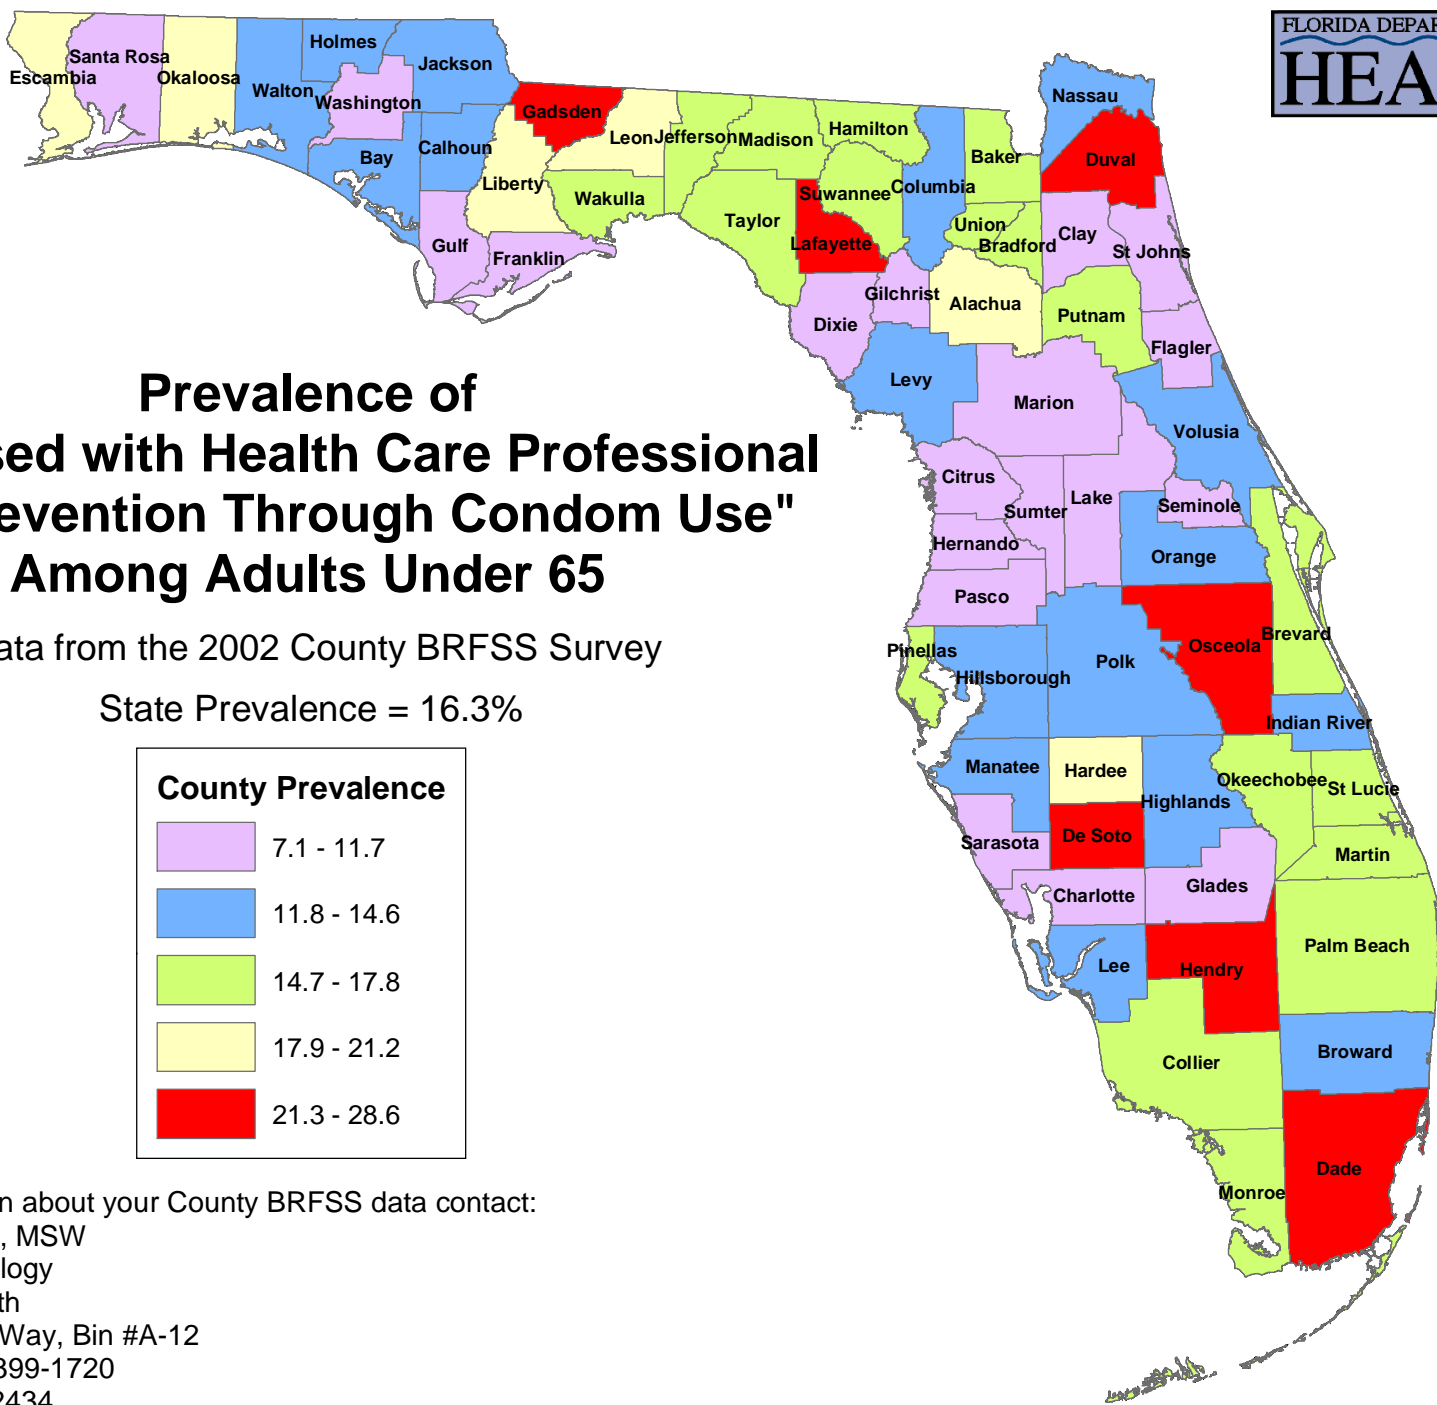 FLORIDA
HEA
Prevalence of
with Health Care Professional
Through Condom Use"
Among Adults Under 65
from the 2002 County BRFSS Survey
State Prevalence = 16.3%
County Prevalence
7.1 - 11.7
11.8 - 14.6
14.7 - 17.8
17.9 - 21.2
21.3 - 28.6
about your County BRFSS data contact:
, MSW
Way, Bin #A-12
399-1720
2434
Escambia
Santa Rosa
Okaloosa
Walton
Holmes
Washington
Jackson
Bay
Calhoun
Gulf
Gadsden
Liberty
Franklin
Leon
Wakulla
Jefferson
Madison
Taylor
Hamilton
Suwannee
Lafayette
Columbia
Baker
Union
Bradford
Nassau
Duval
Clay
St Johns
Gilchrist
Dixie
Alachua
Putnam
Flagler
Levy
Marion
Volusia
Citrus
Sumter
Lake
Seminole
Hernando
Orange
Pasco
Pinellas
Hillsborough
Polk
Osceola
Brevard
Indian River
Manatee
Hardee
Highlands
Okeechobee
St Lucie
Sarasota
De Soto
Martin
Charlotte
Glades
Lee
Hendry
Palm Beach
Collier
Broward
Monroe
Dade